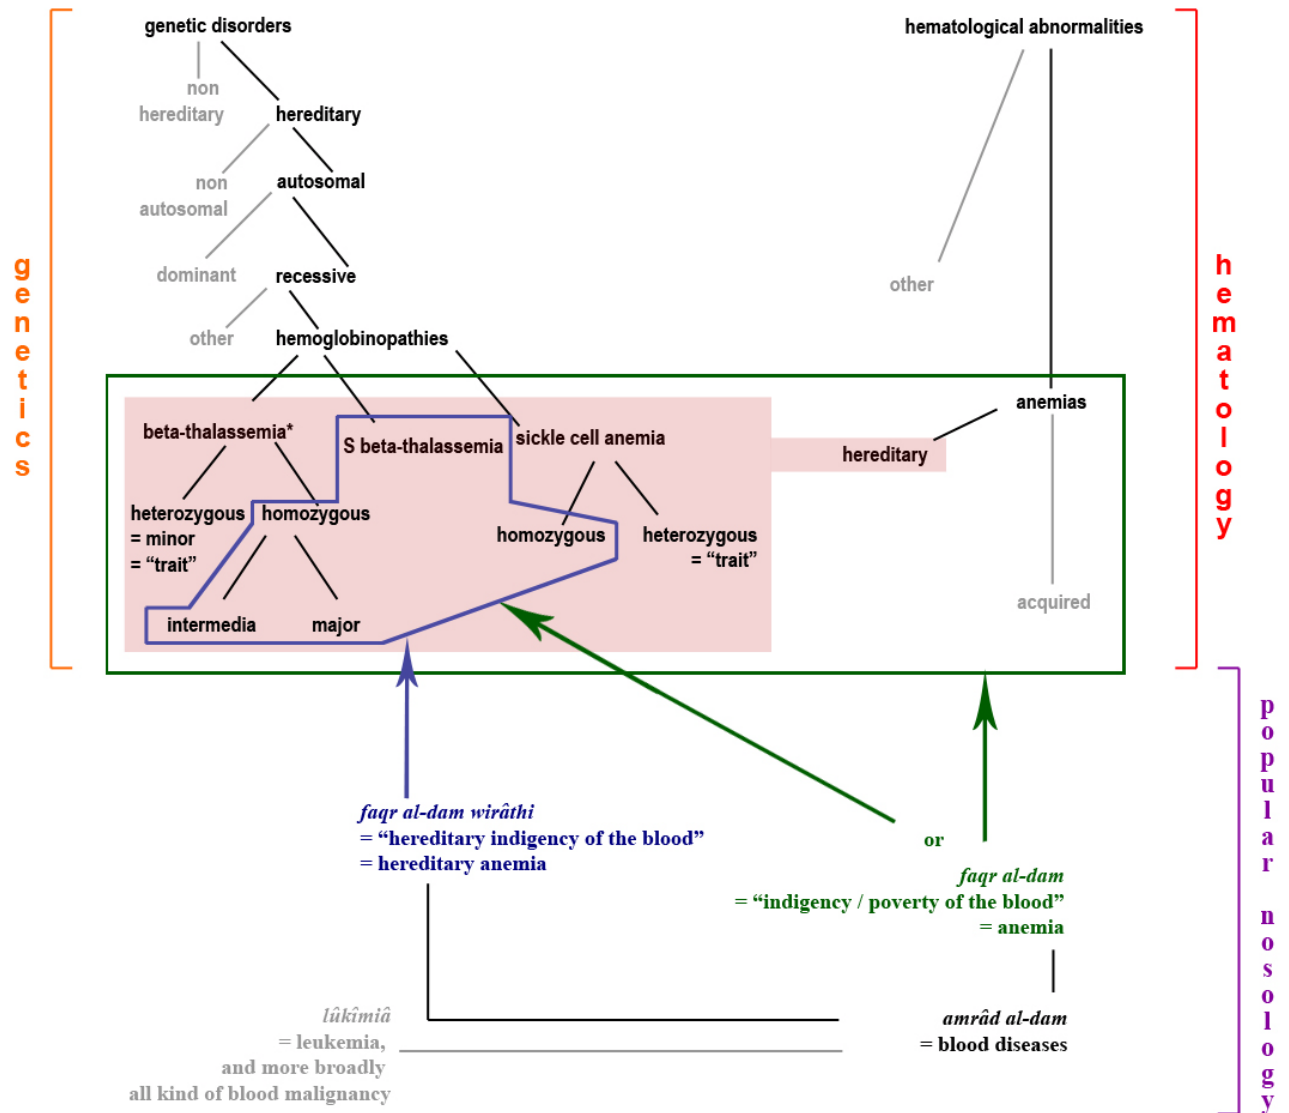 genetic disorders
hematological abnormalities
non
hereditary
hereditary
non
autosomal
autosomal
dominant
recessive
other
other
hemoglobinopathies
genetics
hematology
anemias
beta-thalassemia*
S beta-thalassemia
sickle cell anemia
hereditary
heterozygous
= minor
= “trait”
homozygous
homozygous
heterozygous
= “trait”
acquired
intermedia
major
popular nosology
faqr al-dam wirâthi
= “hereditary indigency of the blood”
= hereditary anemia
or
faqr al-dam
= “indigency / poverty of the blood”
= anemia
lûkîmiâ
= leukemia,
and more broadly
all kind of blood malignancy
amrâd al-dam
= blood diseases